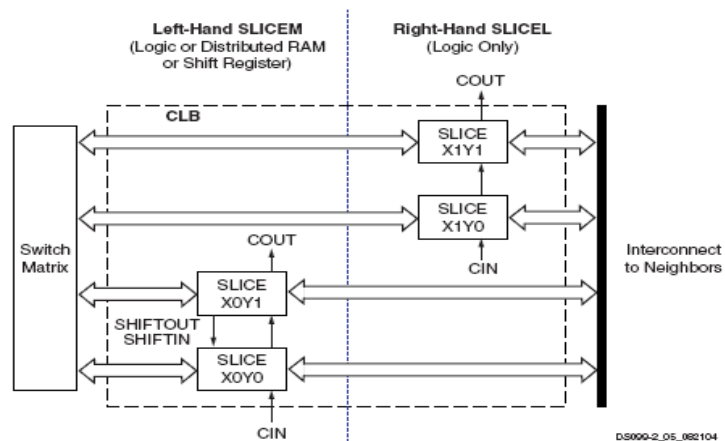 Left-Hand SLICEM
(Logic or Distributed RAM
or Shift Register)
Right-Hand SLICEL
(Logic Only)
COUT
CLB
SLICE
X1Y1
SLICE
X1Y0
COUT
CIN
Switch
Matrix
Interconnect
to Neighbors
SLICE
X0Y1
SHIFTOUT
SHIFTIN
SLICE
X0Y0
CIN
DS099-2_05_082104